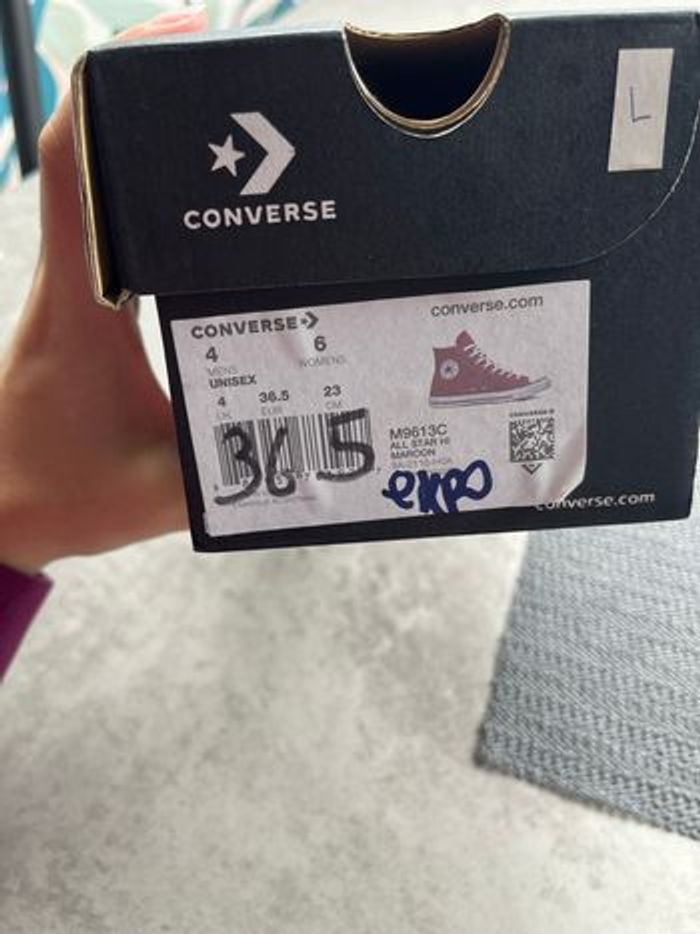 L
CONVERSE
CONVERSE
converse.com
4 6
MENS WOMENS
UNISEX
4 36.5 23
UK EUR CM
36 5
M9613C
ALL STAR HI
MAROON
expo
converse.com